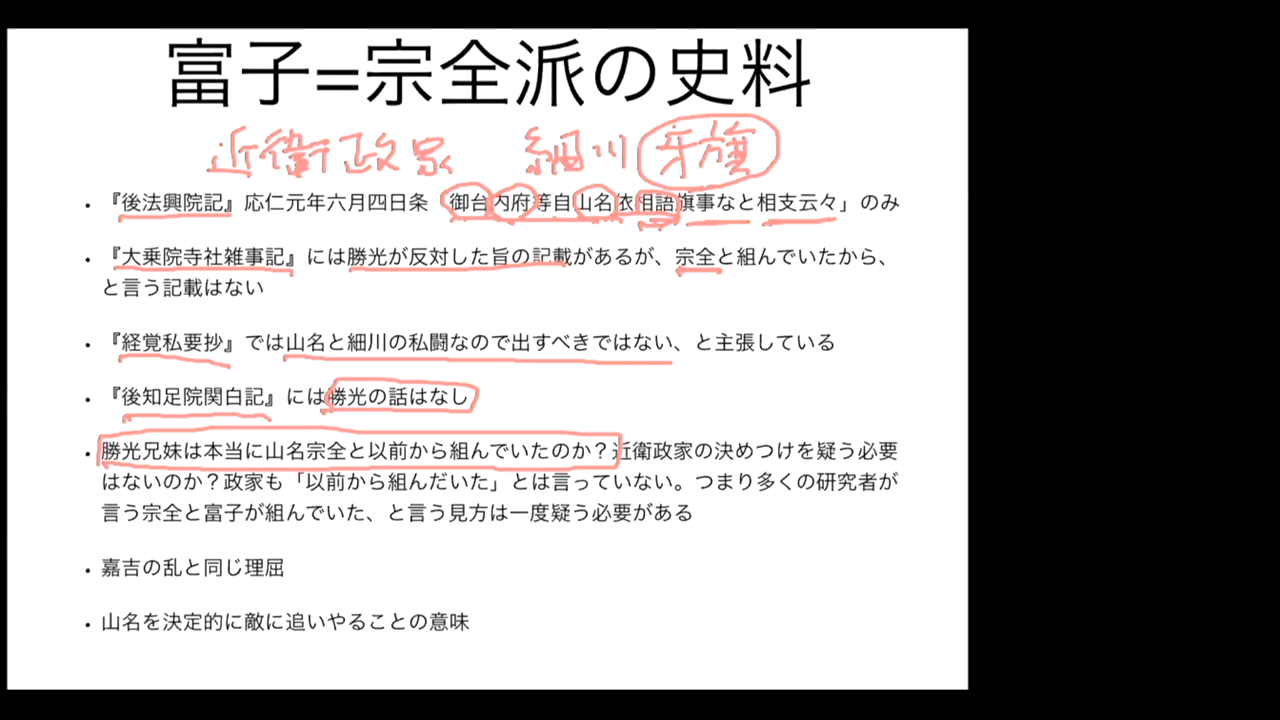 富子=宗全派の史料
近衛政家 細川 牙旗
・『後法興院記』応仁元年六月四日条 御台内府等自山名依相語旗事なと相支云々」のみ
・『大乗院寺社雑事記』には勝光が反対した旨の記載があるが、宗全と組んでいたから、
と言う記載はない
・『経覚私要抄』では山名と細川の私闘なので出すべきではない、と主張している
・『後知足院関白記』には勝光の話はなし
・勝光兄妹は本当に山名宗全と以前から組んでいたのか？近衛政家の決めつけを疑う必要
はないのか？政家も「以前から組んだいた」とは言っていない。つまり多くの研究者が
言う宗全と富子が組んでいた、と言う見方は一度疑う必要がある
・嘉吉の乱と同じ理屈
・山名を決定的に敵に追いやることの意味